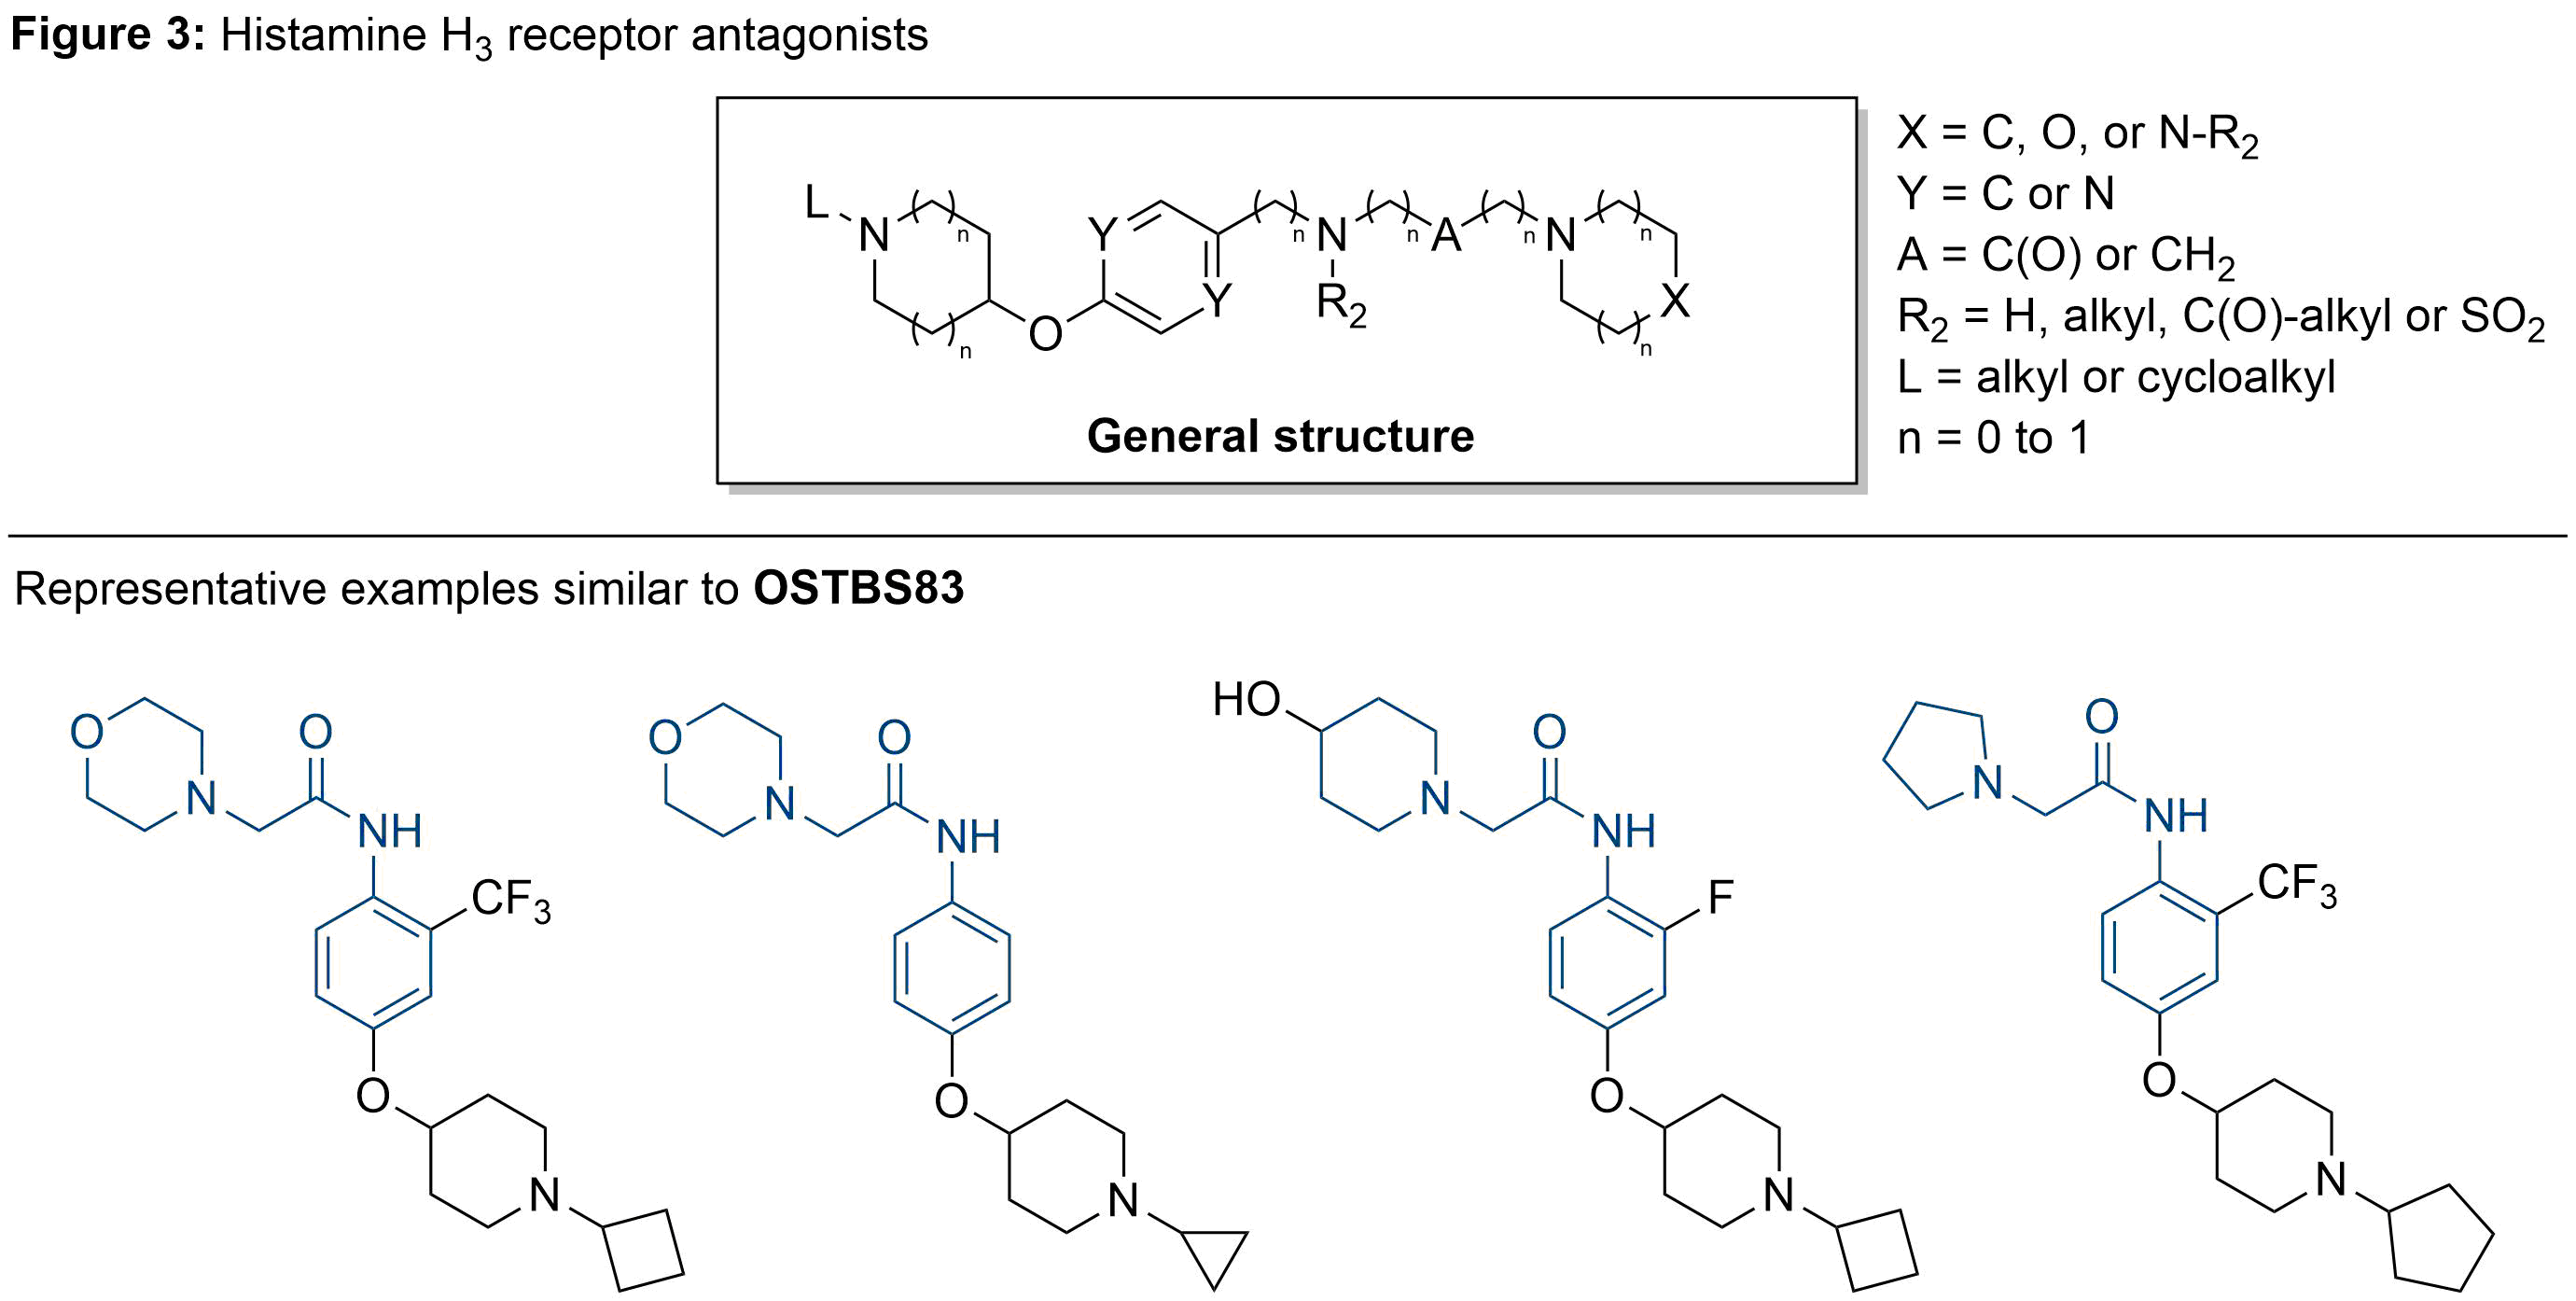 Figure 3: Histamine H3 receptor antagonists
X = C, O, or N-R2
Y = C or N
A = C(O) or CH2
R2 = H, alkyl, C(O)-alkyl or SO2
L = alkyl or cycloalkyl
n = 0 to 1
L
N
( )n
( )n
O
Y
Y
( )n
N
R2
( )n
A
( )n
N
( )n
X
( )n
General structure
Representative examples similar to OSTBS83
O
N
O
NH
CF3
O
N
O
N
O
NH
O
N
HO
N
O
NH
F
O
N
N
O
NH
CF3
O
N